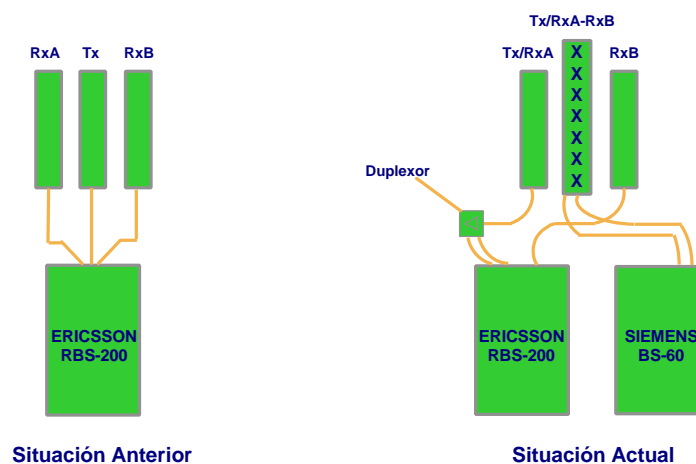 Tx/RxA-RxB
RxA Tx RxB
Tx/RxA
RxB
X
X
X
X
X
X
X
Duplexor
ERICSSON
RBS-200
ERICSSON
RBS-200
SIEMENS
BS-60
Situación Anterior
Situación Actual